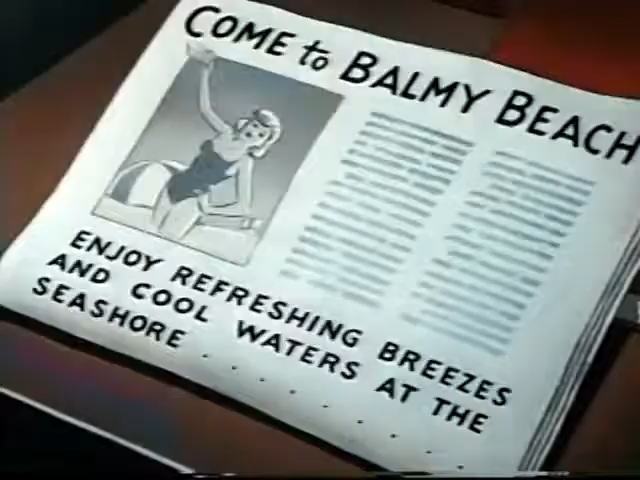 COME to BALMY BEACH
ENJOY REFRESHING BREEZES
AND COOL WATERS AT THE
SEASHORE . . . . . . . . . .